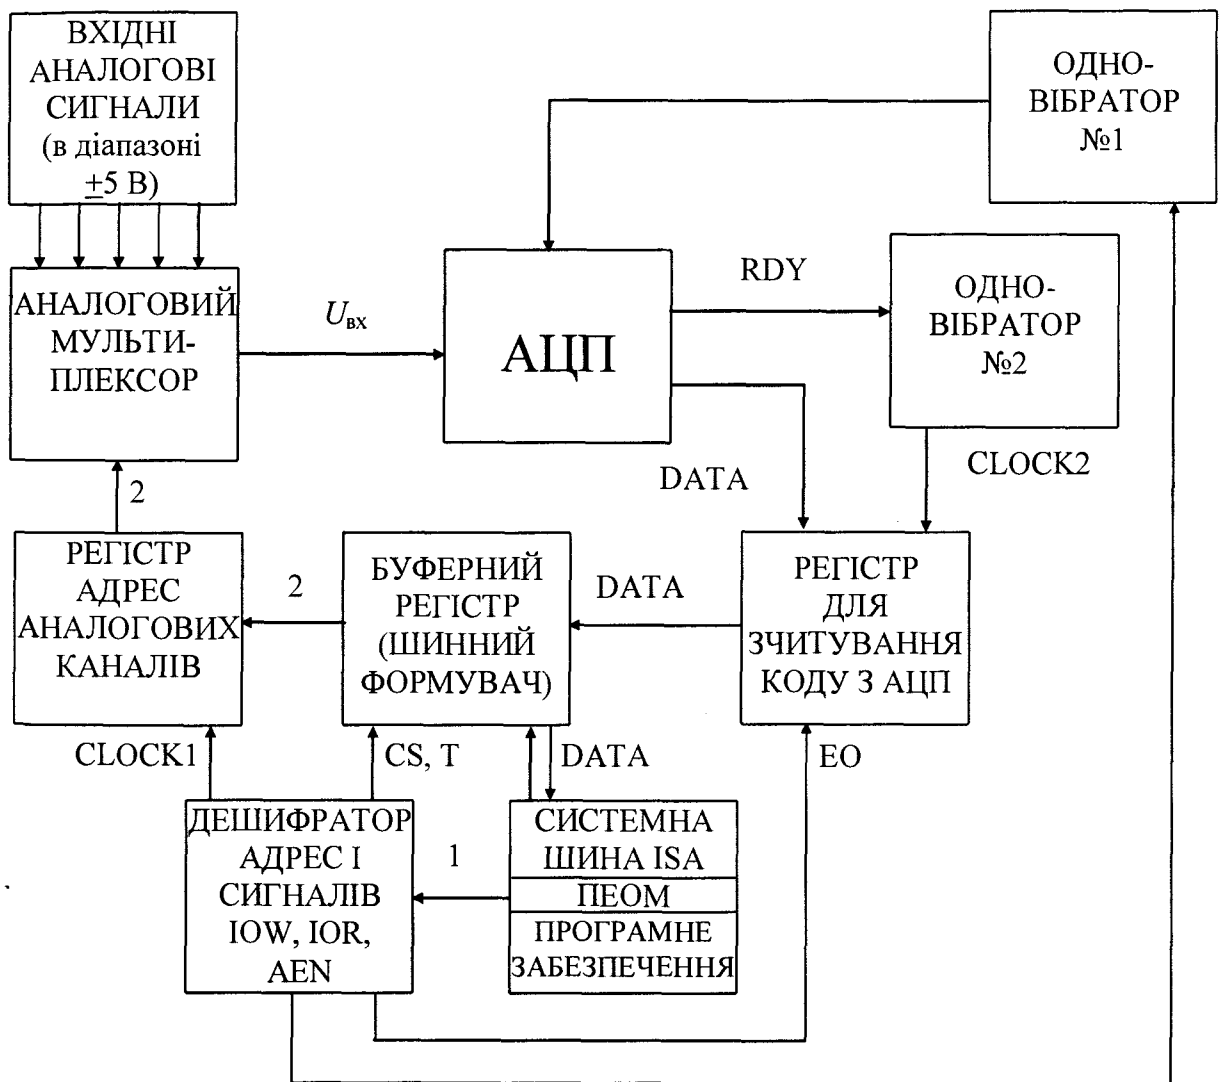 ВХІДНІ
АНАЛОГОВІ
СИГНАЛИ
(в діапазоні
±5 В)
ОДНО-
ВІБРАТОР
№1
АНАЛОГОВИЙ
МУЛЬТИ-
ПЛЕКСОР
Uвх
АЦП
RDY
ОДНО-
ВІБРАТОР
№2
2
DATA
CLOCK2
РЕГІСТР
АДРЕС
АНАЛОГОВИХ
КАНАЛІВ
2
БУФЕРНИЙ
РЕГІСТР
(ШИННИЙ
ФОРМУВАЧ)
DATA
РЕГІСТР
ДЛЯ
ЗЧИТУВАННЯ
КОДУ З АЦП
CLOCK1
CS, T
DATA
EO
ДЕШИФРАТОР
АДРЕС І
СИГНАЛІВ
IOW, IOR,
AEN
1
СИСТЕМНА
ШИНА ISA
ПЕОМ
ПРОГРАМНЕ
ЗАБЕЗПЕЧЕННЯ